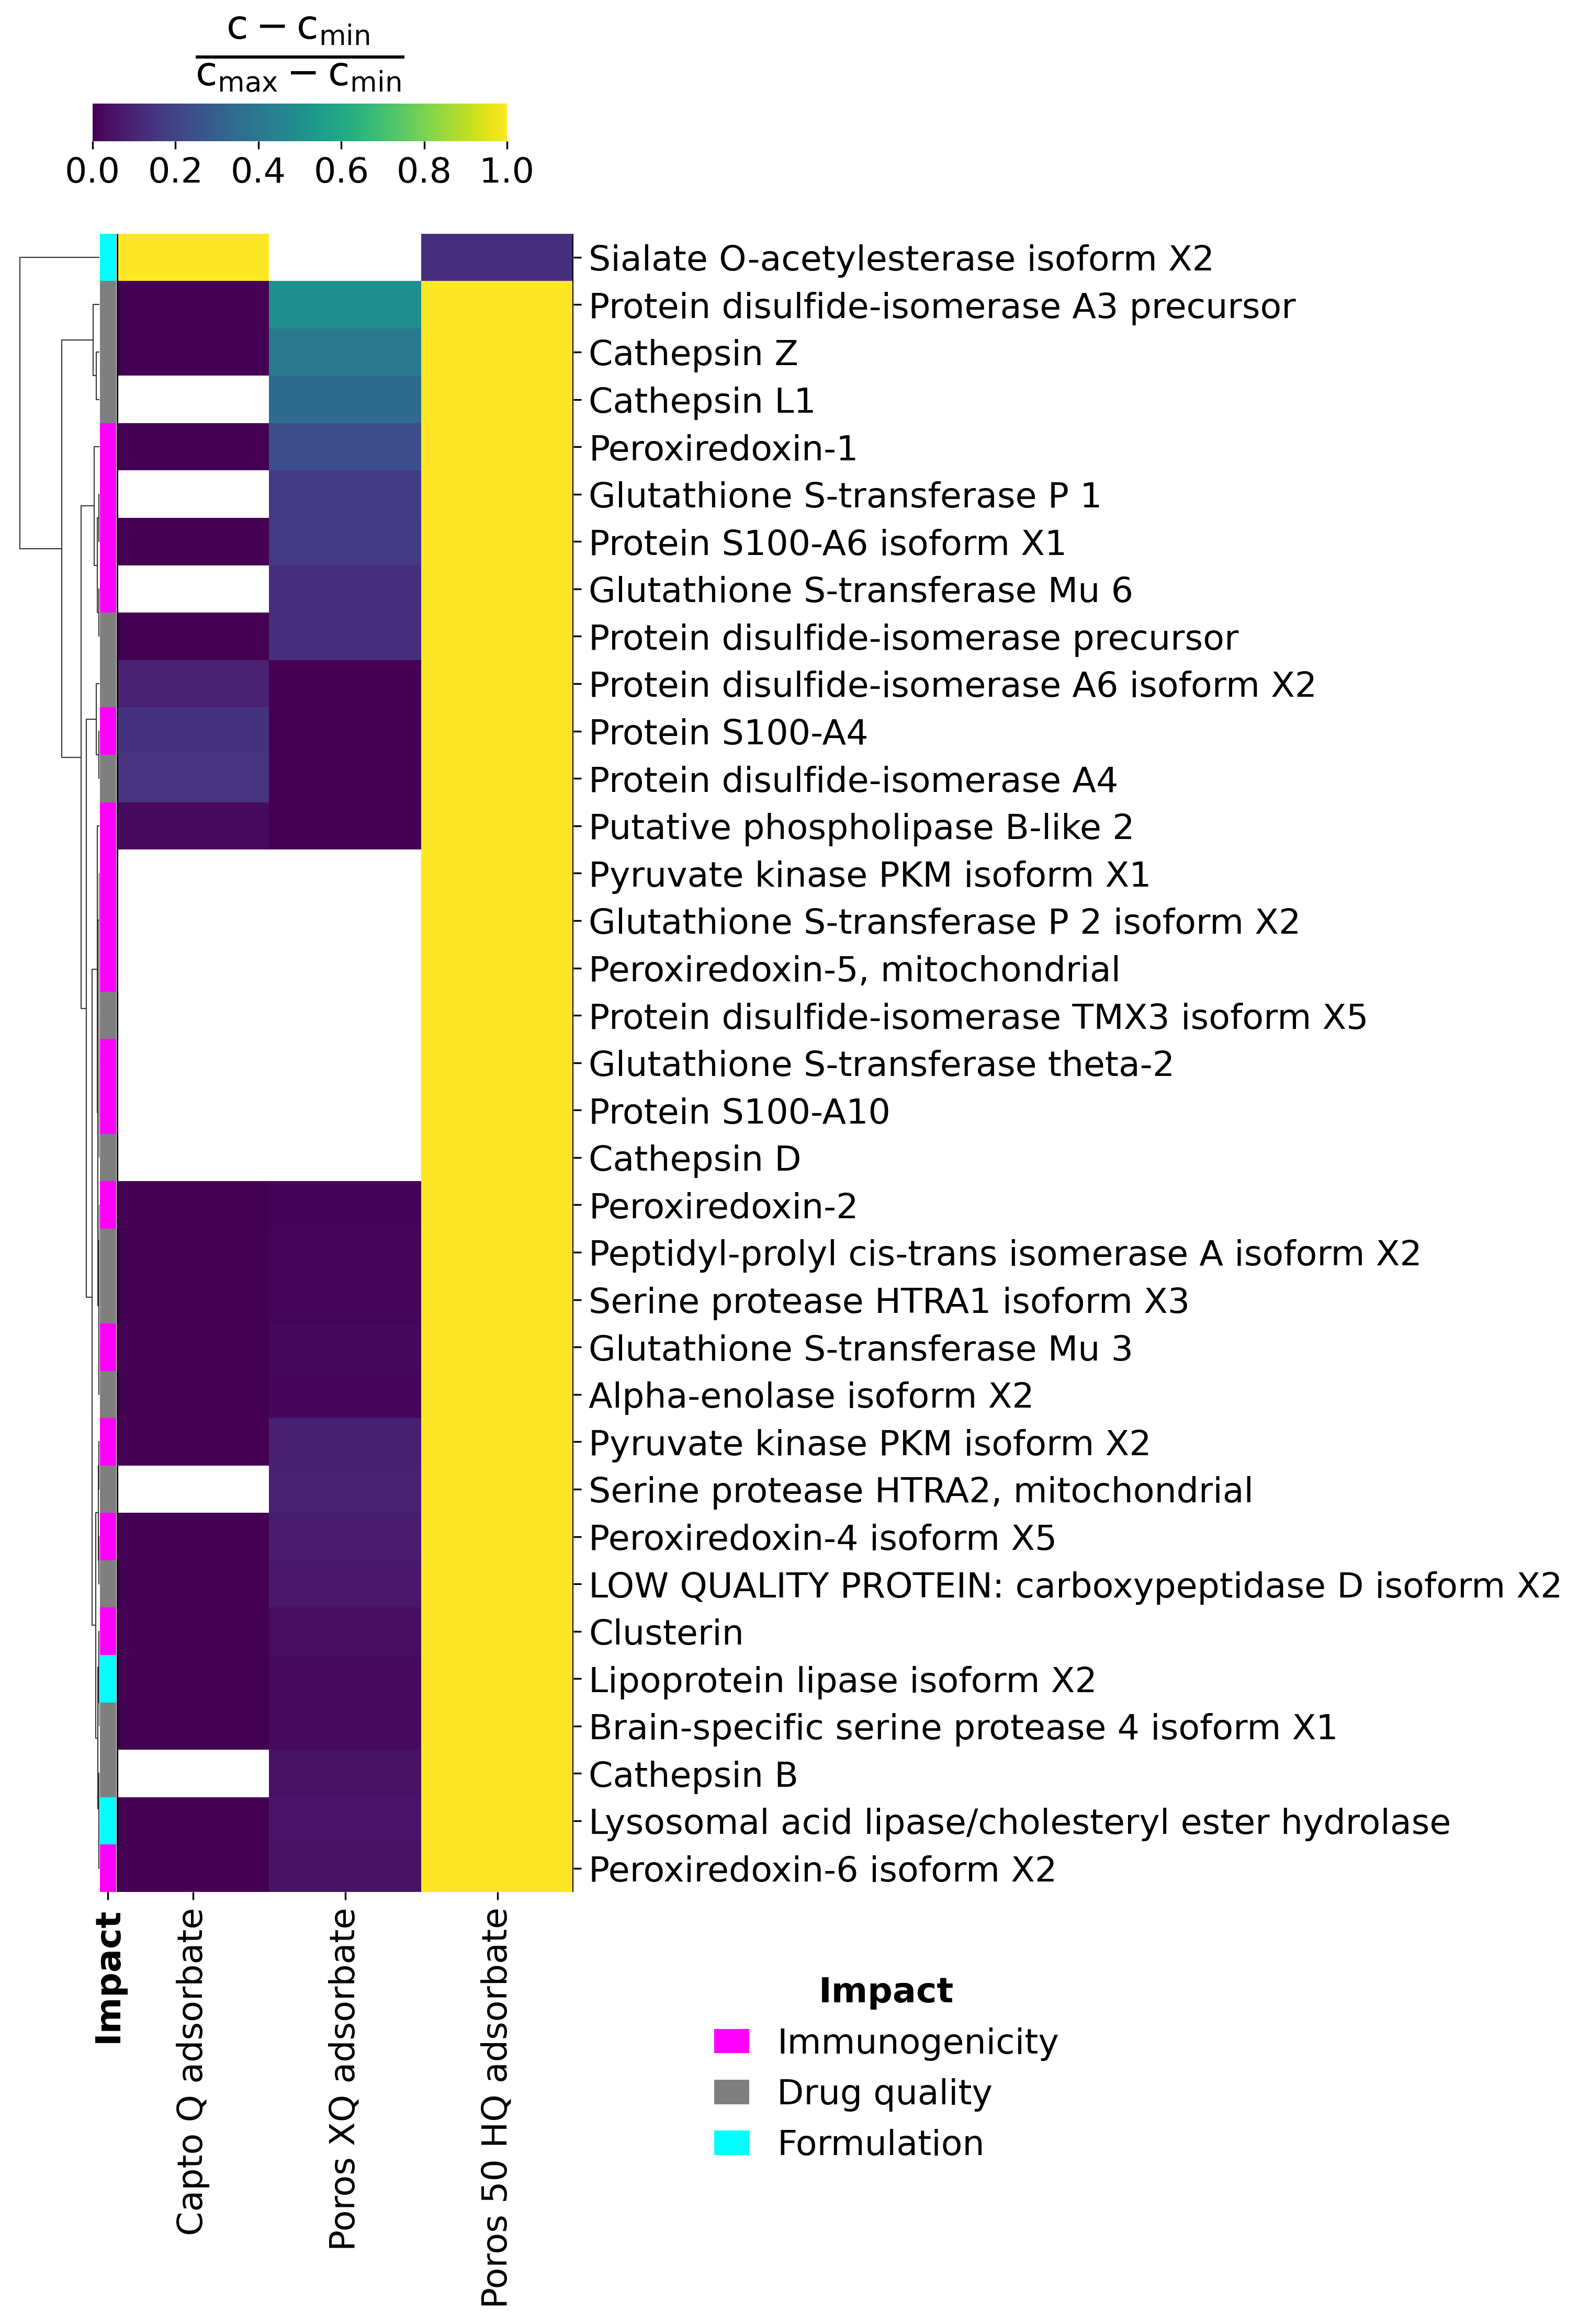 c − cmin
cmax − cmin
0.0 0.2 0.4 0.6 0.8 1.0
Sialate O-acetylesterase isoform X2
Protein disulfide-isomerase A3 precursor
Cathepsin Z
Cathepsin L1
Peroxiredoxin-1
Glutathione S-transferase P 1
Protein S100-A6 isoform X1
Glutathione S-transferase Mu 6
Protein disulfide-isomerase precursor
Protein disulfide-isomerase A6 isoform X2
Protein S100-A4
Protein disulfide-isomerase A4
Putative phospholipase B-like 2
Pyruvate kinase PKM isoform X1
Glutathione S-transferase P 2 isoform X2
Peroxiredoxin-5, mitochondrial
Protein disulfide-isomerase TMX3 isoform X5
Glutathione S-transferase theta-2
Protein S100-A10
Cathepsin D
Peroxiredoxin-2
Peptidyl-prolyl cis-trans isomerase A isoform X2
Serine protease HTRA1 isoform X3
Glutathione S-transferase Mu 3
Alpha-enolase isoform X2
Pyruvate kinase PKM isoform X2
Serine protease HTRA2, mitochondrial
Peroxiredoxin-4 isoform X5
LOW QUALITY PROTEIN: carboxypeptidase D isoform X2
Clusterin
Lipoprotein lipase isoform X2
Brain-specific serine protease 4 isoform X1
Cathepsin B
Lysosomal acid lipase/cholesteryl ester hydrolase
Peroxiredoxin-6 isoform X2
Impact
Capto Q adsorbate
Poros XQ adsorbate
Poros 50 HQ adsorbate
Impact
Immunogenicity
Drug quality
Formulation